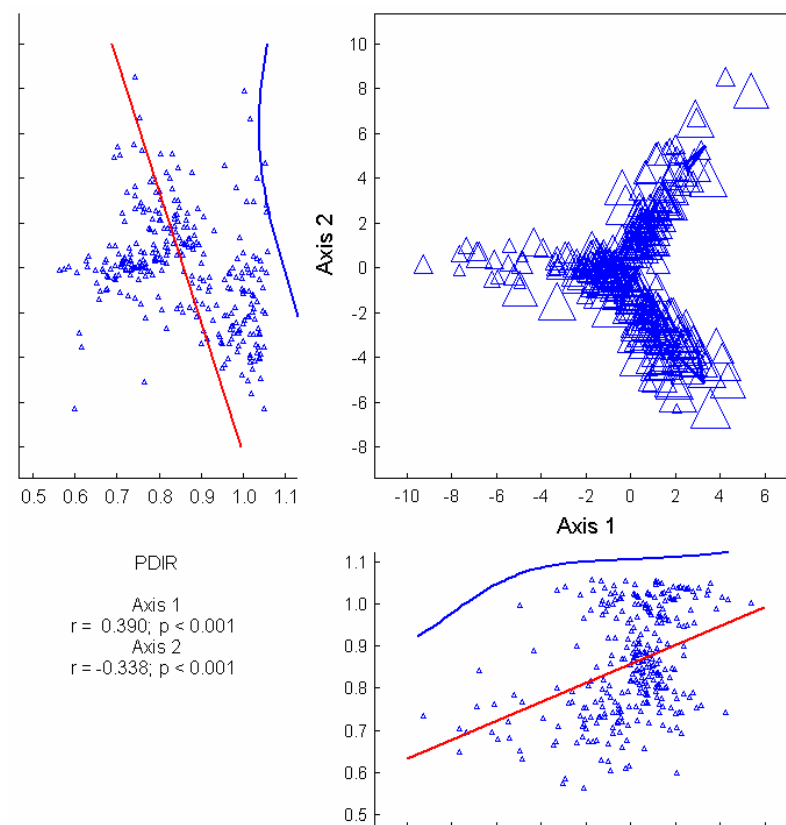 10
8
6
4
2
0
-2
-4
-6
-8
Axis 2
0.5 0.6 0.7 0.8 0.9 1.0 1.1
-10 -8 -6 -4 -2 0 2 4 6
Axis 1
PDIR
Axis 1
r = 0.390; p < 0.001
Axis 2
r = -0.338; p < 0.001
1.1
1.0
0.9
0.8
0.7
0.6
0.5